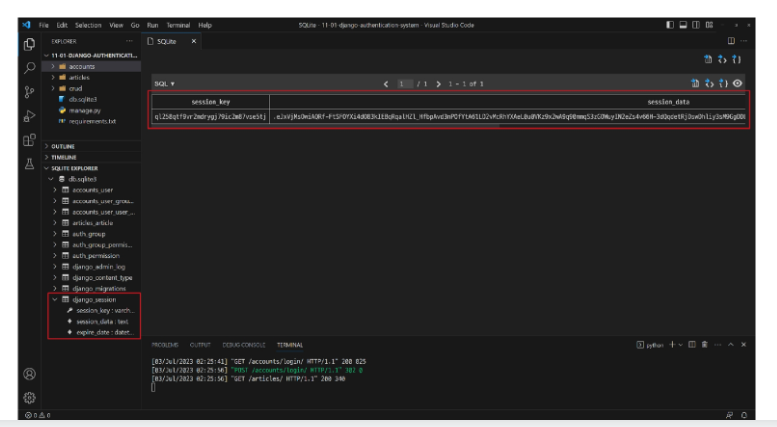 File Edit Selection View Go Run Terminal Help
SQLite - 11-01-django-authentication-system - Visual Studio Code
EXPLORER
SQLite
11-01-DJANGO-AUTHENTICATI...
accounts
articles
crud
db.sqlite3
manage.py
requirements.txt
OUTLINE
TIMELINE
SQLITE EXPLORER
db.sqlite3
accounts_user
accounts_user_grou...
accounts_user_user_...
articles_article
auth_group
auth_group_permis...
auth_permission
django_admin_log
django_content_type
django_migrations
django_session
session_key : varch...
session_data : text
expire_date : datet...
SQL
1 / 1 1 - 1 of 1
session_key session_data
PROBLEMS OUTPUT DEBUG CONSOLE TERMINAL
python
[03/Jul/2023 02:25:41] "GET /accounts/login/ HTTP/1.1" 200 825
[03/Jul/2023 02:25:56] "POST /accounts/login/ HTTP/1.1" 302 0
[03/Jul/2023 02:25:56] "GET /articles/ HTTP/1.1" 200 340
0 0